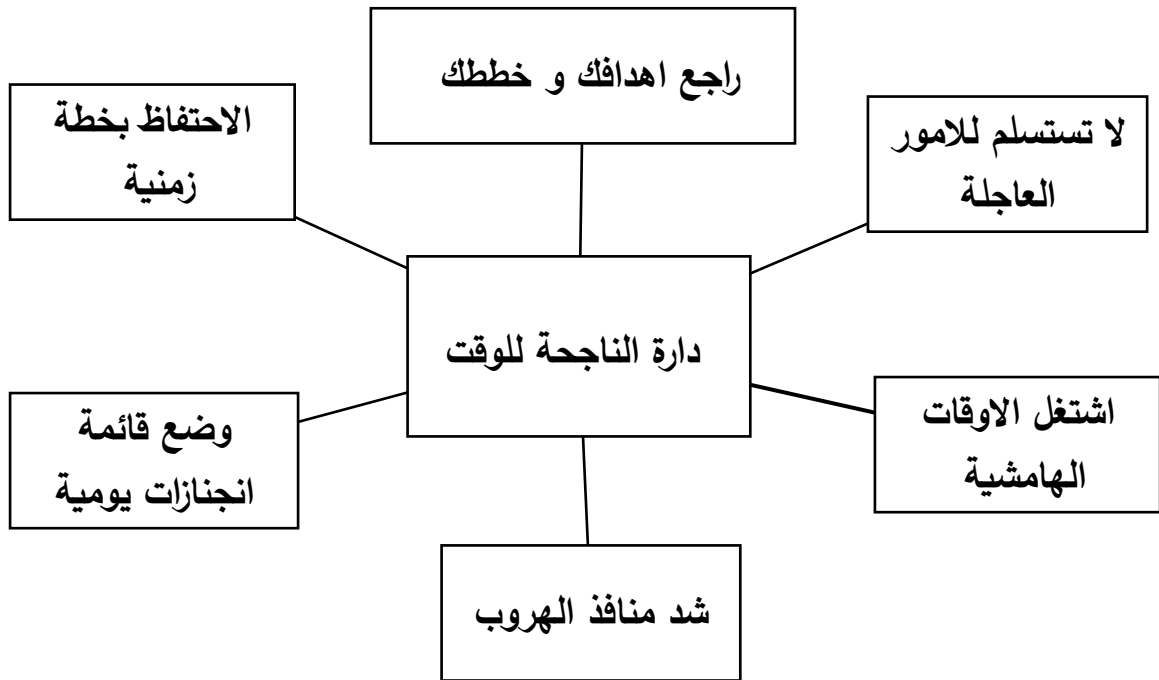 راجع اهدافك و خططك
لا تستسلم للامور
العاجلة
الاحتفاظ بخطة
زمنية
دارة الناجحة للوقت
اشتغل الاوقات
الهامشية
وضع قائمة
انجنازات يومية
شد منافذ الهروب